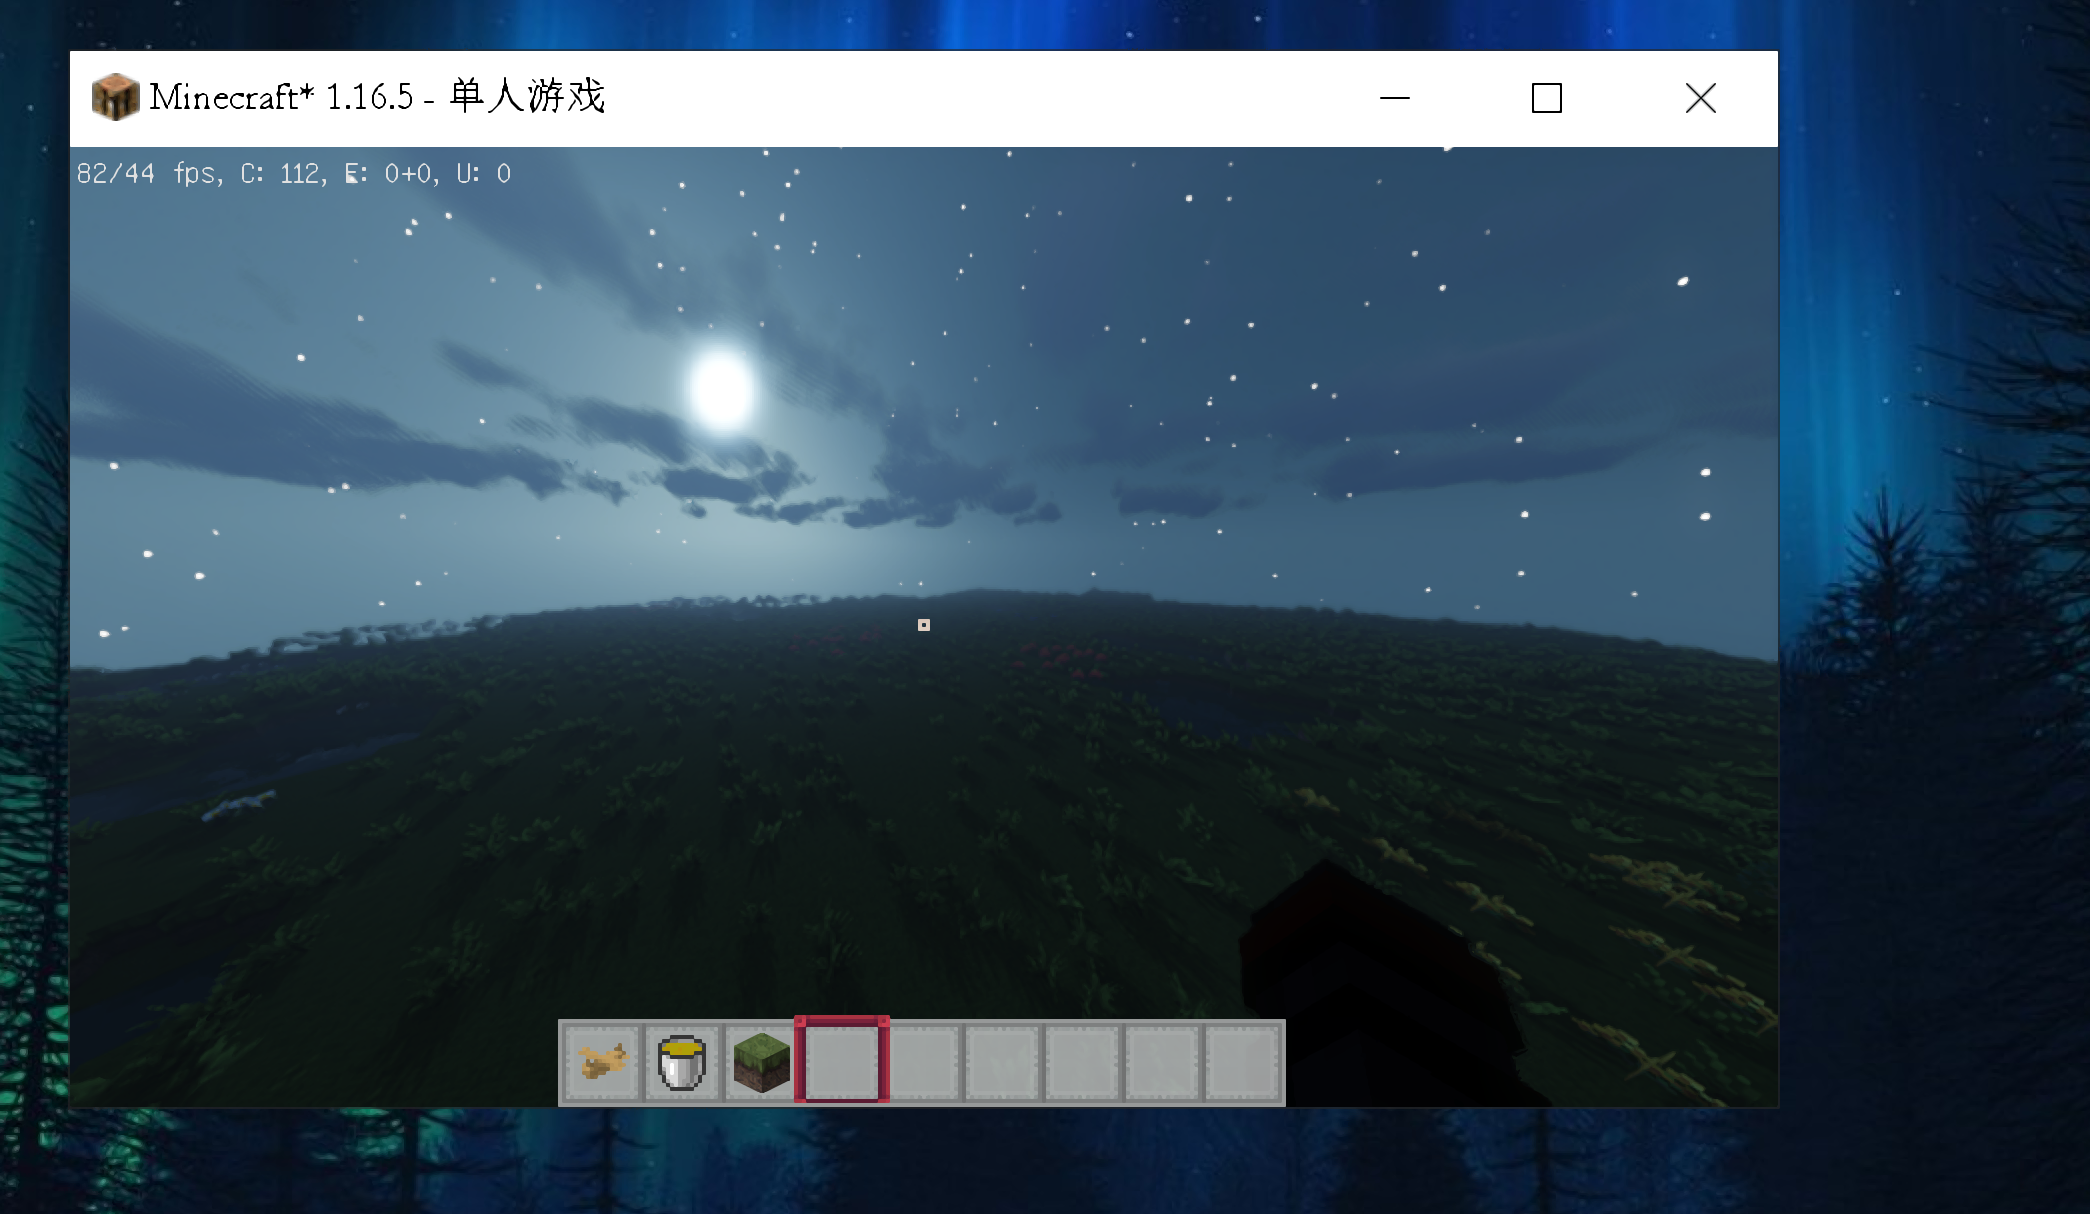 Minecraft* 1.16.5 - 单人游戏
82/44 fps, C: 112, E: 0+0, U: 0